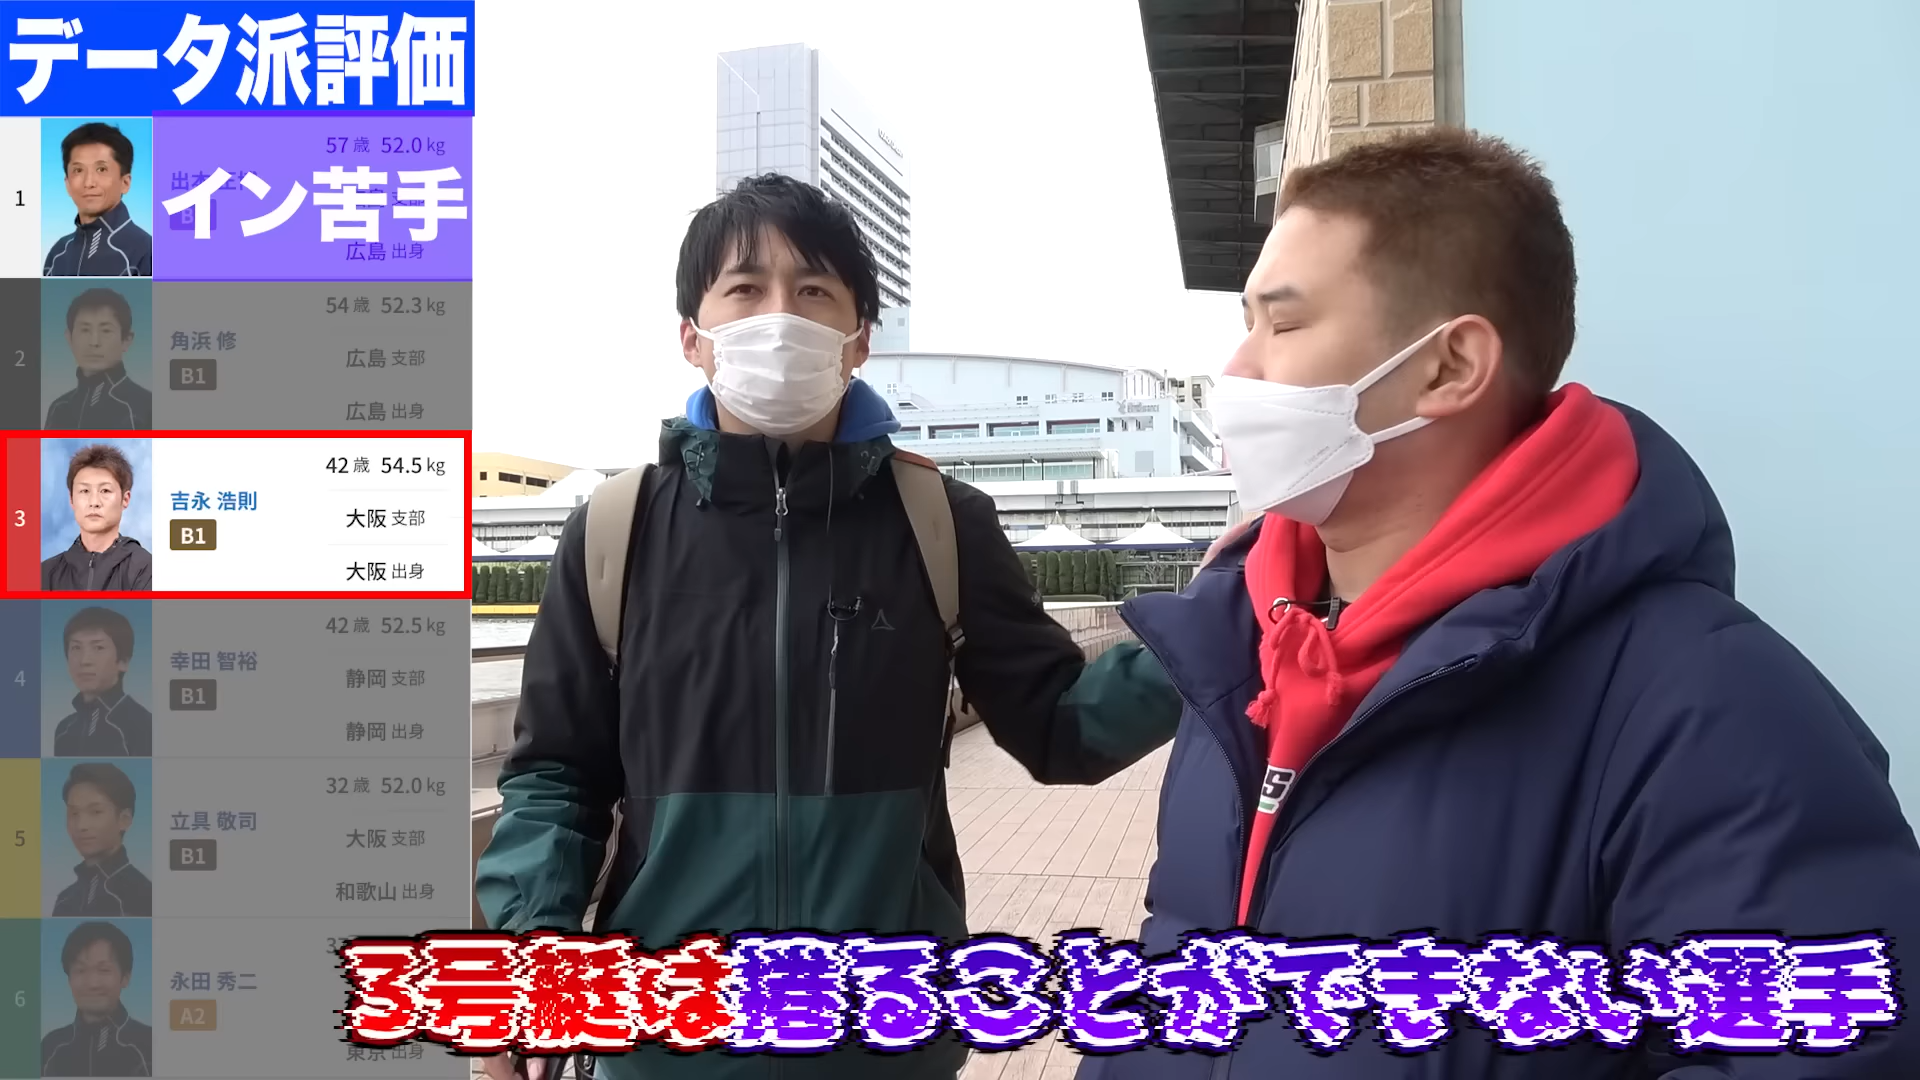 データ派評価
1
57歳 52.0kg
イン苦手
広島 出身
2
54歳 52.3kg
角浜 修
B1
広島 支部
広島 出身
3
42歳 54.5kg
吉永 浩則
B1
大阪 支部
大阪 出身
4
42歳 52.5kg
幸田 智裕
B1
静岡 支部
静岡 出身
5
32歳 52.0kg
立具 敬司
B1
大阪 支部
和歌山 出身
6
永田 秀二
A2
東京 出身
3号艇は捲ることができない選手